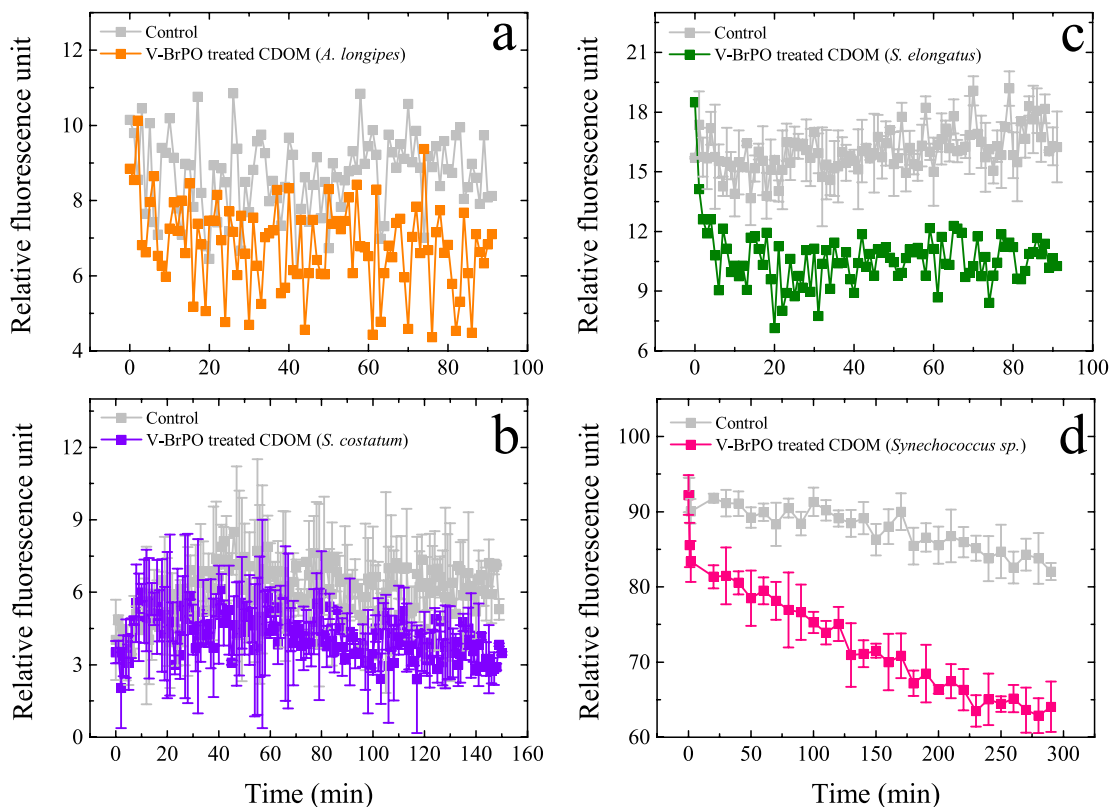 a
Control
V-BrPO treated CDOM (A. longipes)
Relative fluorescence unit
12
10
8
6
4
0 20 40 60 80 100
c
Control
V-BrPO treated CDOM (S. elongatus)
Relative fluorescence unit
21
18
15
12
9
6
0 20 40 60 80 100
b
Control
V-BrPO treated CDOM (S. costatum)
Relative fluorescence unit
12
9
6
3
0
0 20 40 60 80 100 120 140 160
Time (min)
d
Control
V-BrPO treated CDOM (Synechococcus sp.)
Relative fluorescence unit
100
90
80
70
60
0 50 100 150 200 250 300
Time (min)